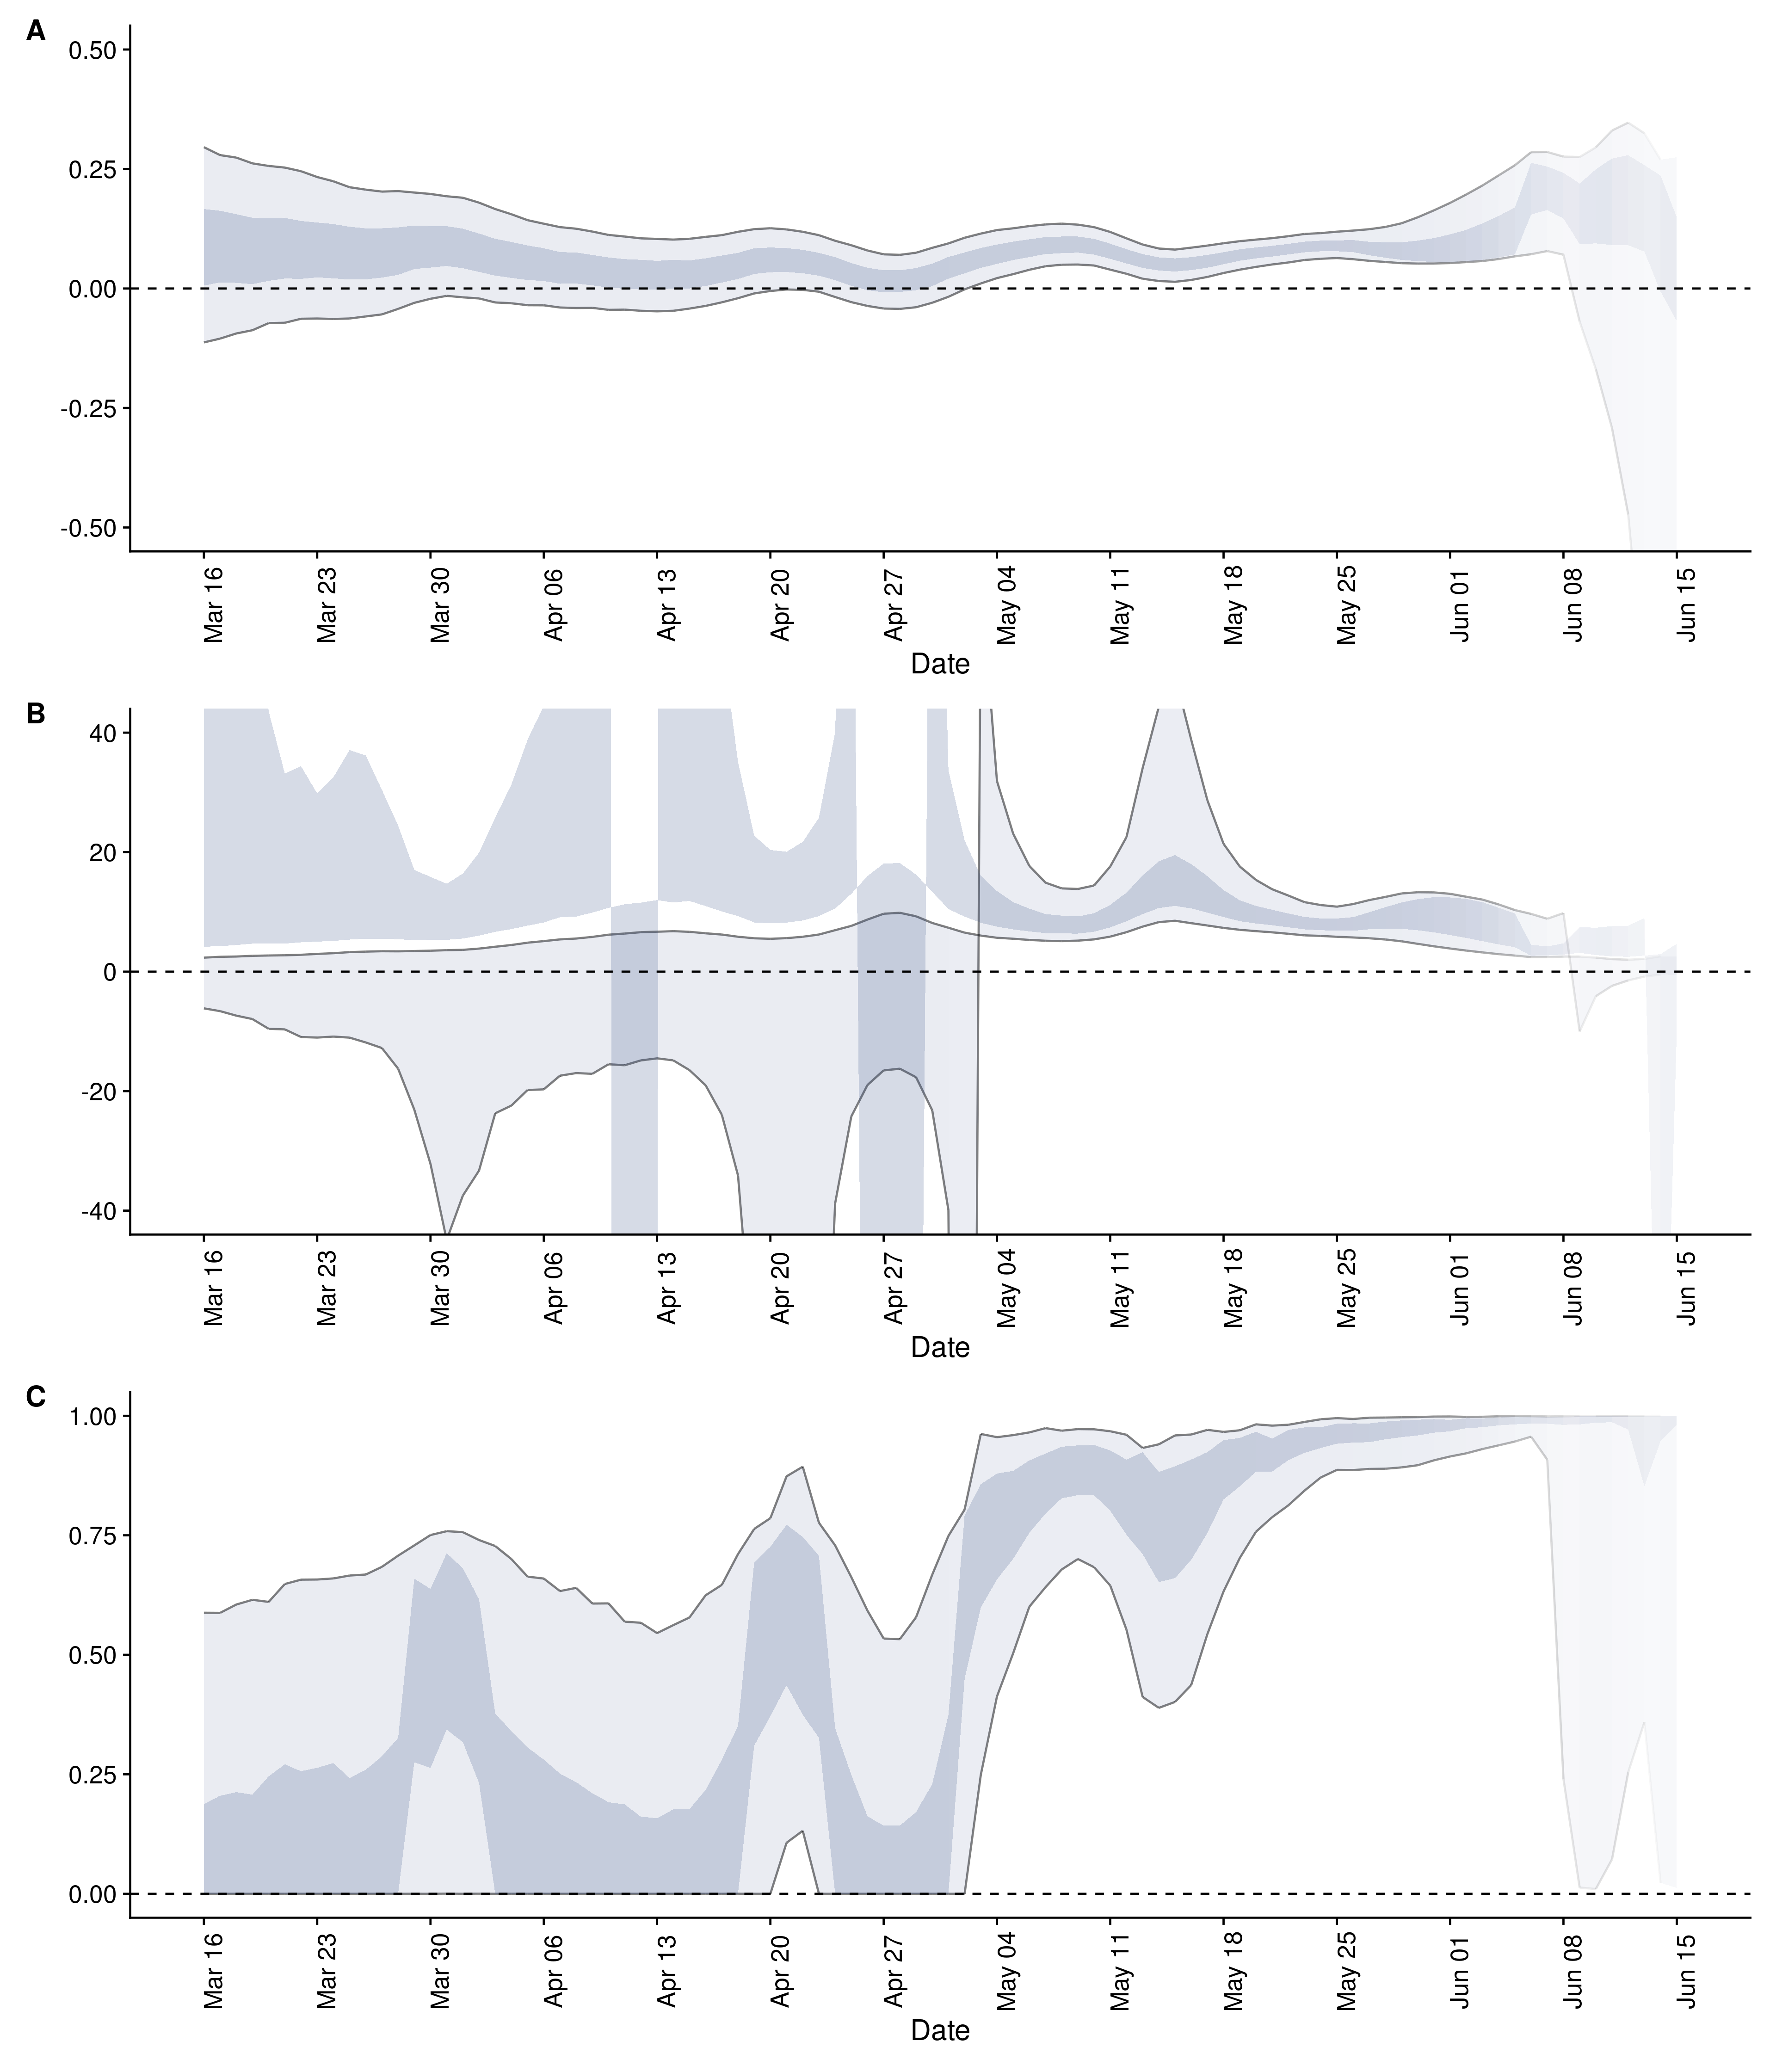 A
0.50
0.25
0.00
-0.25
-0.50
Mar 16
Mar 23
Mar 30
Apr 06
Apr 13
Apr 20
Apr 27
May 04
May 11
May 18
May 25
Jun 01
Jun 08
Jun 15
Date
B
40
20
0
-20
-40
Mar 16
Mar 23
Mar 30
Apr 06
Apr 13
Apr 20
Apr 27
May 04
May 11
May 18
May 25
Jun 01
Jun 08
Jun 15
Date
C
1.00
0.75
0.50
0.25
0.00
Mar 16
Mar 23
Mar 30
Apr 06
Apr 13
Apr 20
Apr 27
May 04
May 11
May 18
May 25
Jun 01
Jun 08
Jun 15
Date